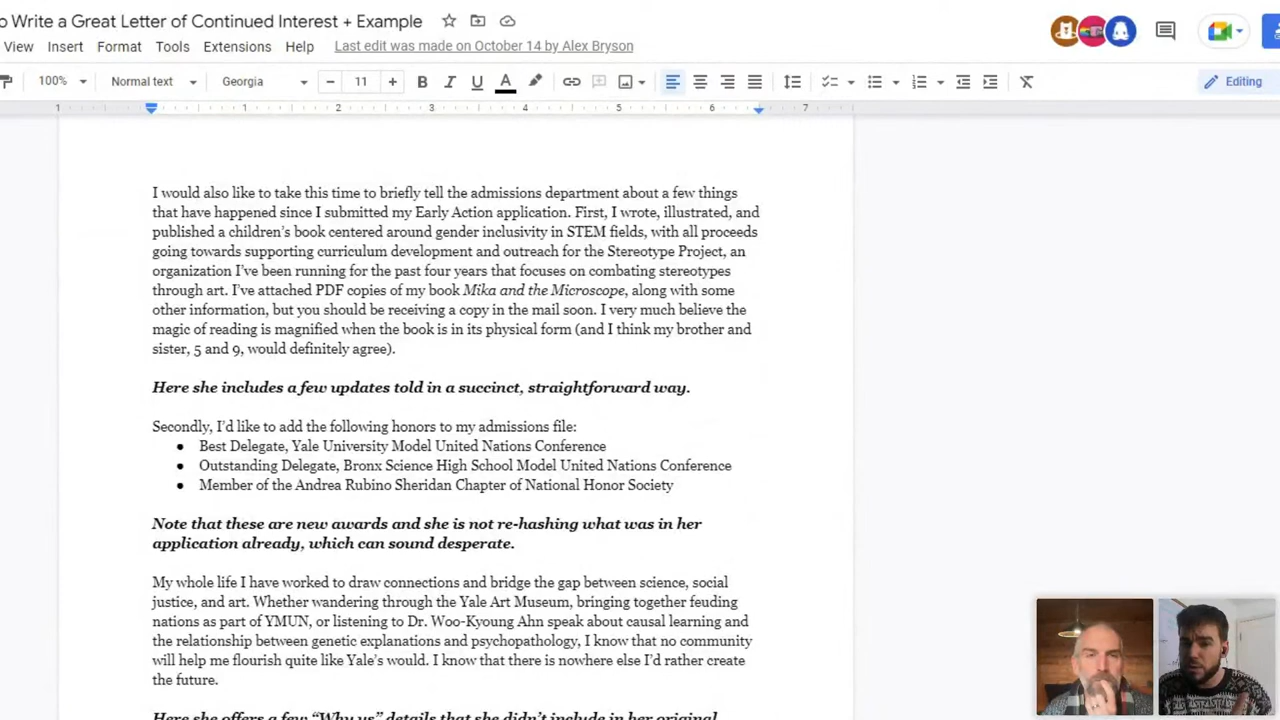 o Write a Great Letter of Continued Interest + Example
View Insert Format Tools Extensions Help Last edit was made on October 14 by Alex Bryson
100% Normal text Georgia 11 B I U A Editing
1 1 2 3 4 5 6 7
I would also like to take this time to briefly tell the admissions department about a few things
that have happened since I submitted my Early Action application. First, I wrote, illustrated, and
published a children's book centered around gender inclusivity in STEM fields, with all proceeds
going towards supporting curriculum development and outreach for the Stereotype Project, an
organization I've been running for the past four years that focuses on combating stereotypes
through art. I've attached PDF copies of my book Mika and the Microscope, along with some
other information, but you should be receiving a copy in the mail soon. I very much believe the
magic of reading is magnified when the book is in its physical form (and I think my brother and
sister, 5 and 9, would definitely agree).
Here she includes a few updates told in a succinct, straightforward way.
Secondly, I'd like to add the following honors to my admissions file:
● Best Delegate, Yale University Model United Nations Conference
● Outstanding Delegate, Bronx Science High School Model United Nations Conference
● Member of the Andrea Rubino Sheridan Chapter of National Honor Society
Note that these are new awards and she is not re-hashing what was in her
application already, which can sound desperate.
My whole life I have worked to draw connections and bridge the gap between science, social
justice, and art. Whether wandering through the Yale Art Museum, bringing together feuding
nations as part of YMUN, or listening to Dr. Woo-Kyoung Ahn speak about causal learning and
the relationship between genetic explanations and psychopathology, I know that no community
will help me flourish quite like Yale's would. I know that there is nowhere else I'd rather create
the future.
Here she offers a few "Why us" details that she didn't include in her original